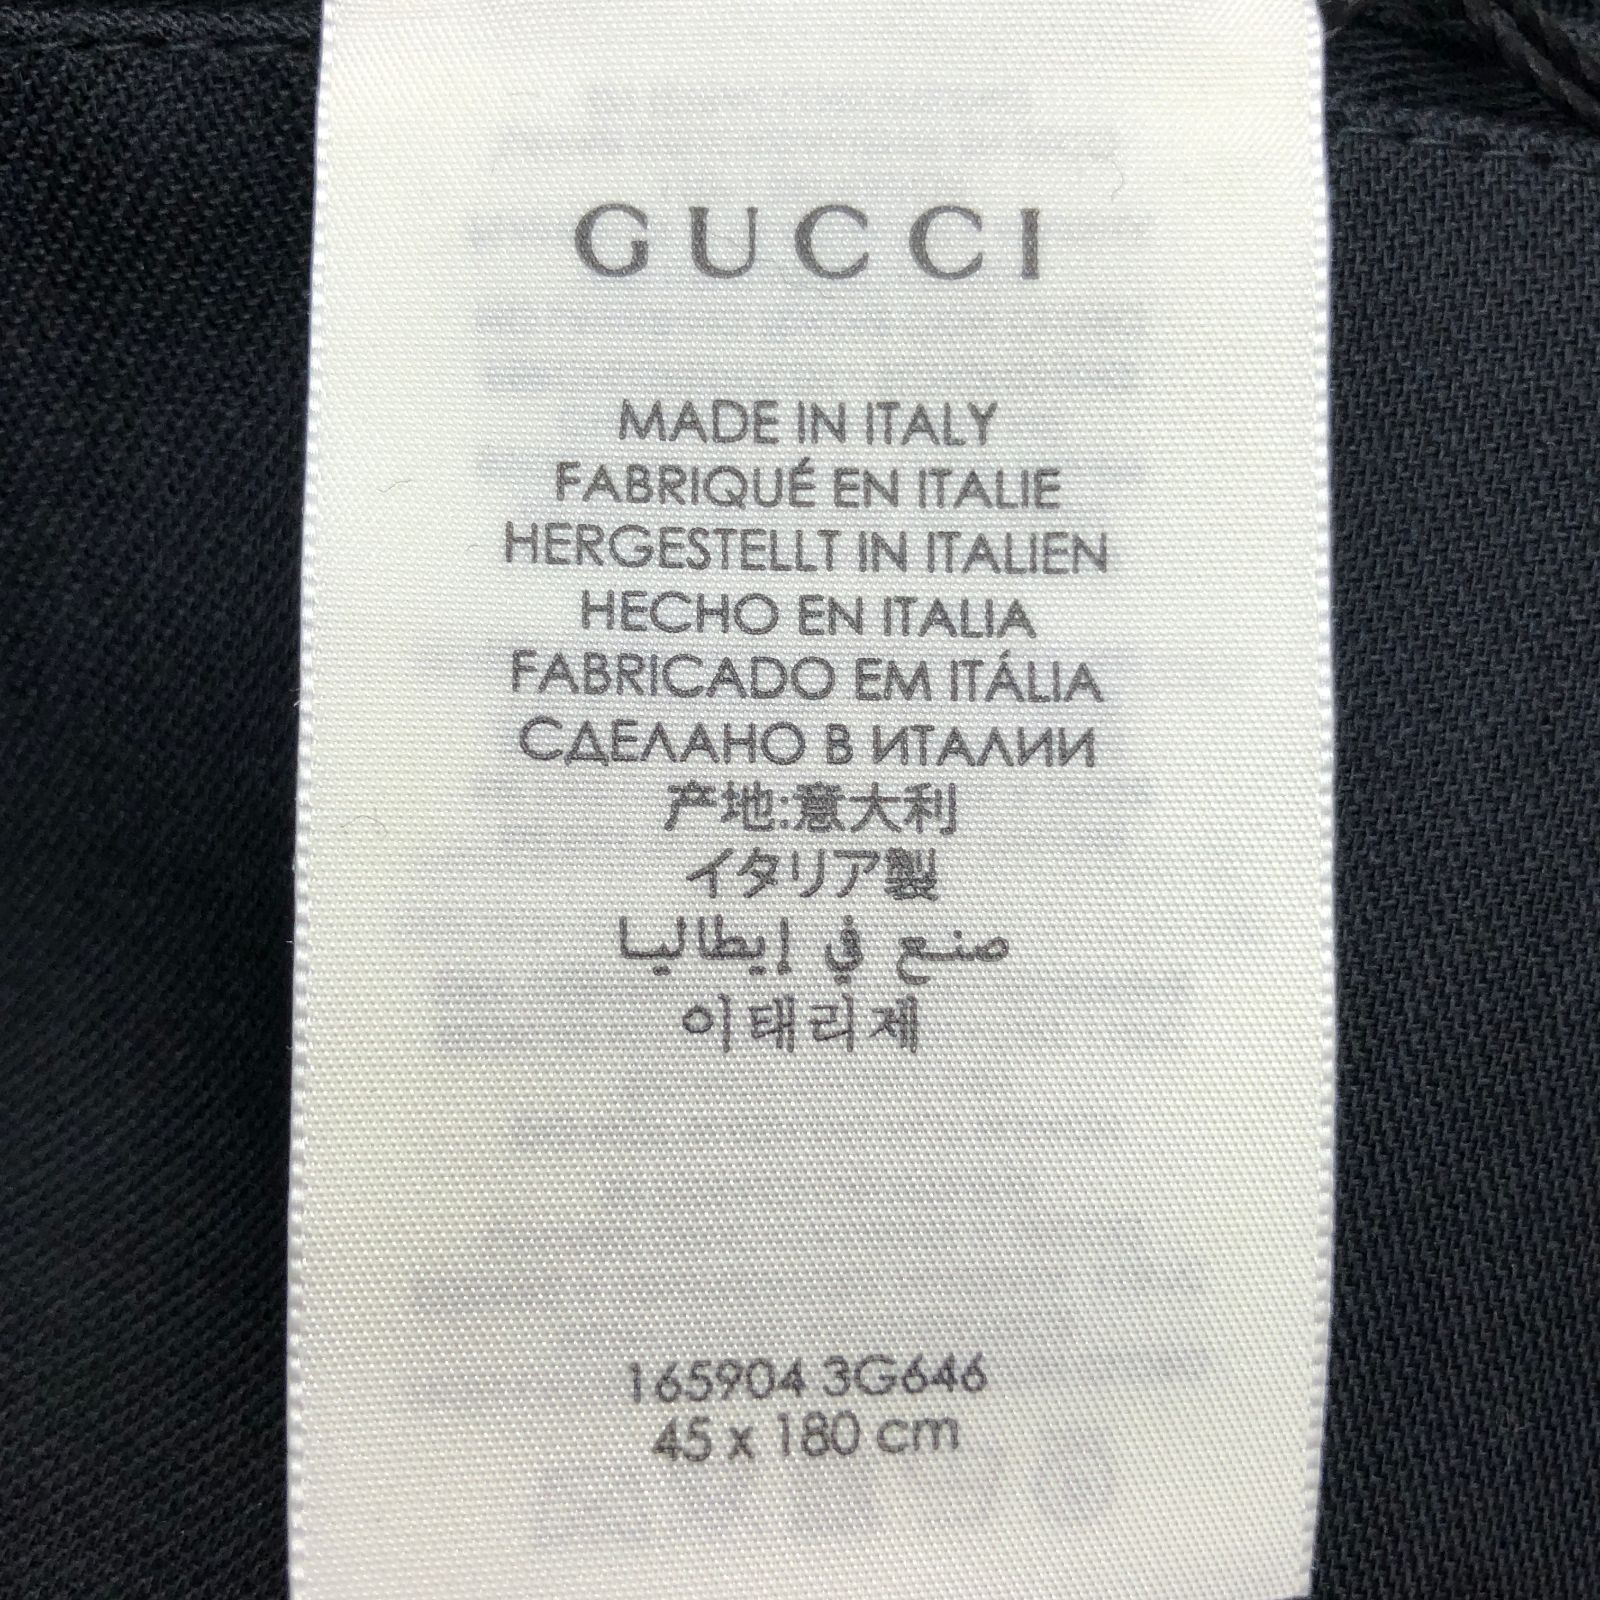 GUCCI
MADE IN ITALY
FABRIQUÉ EN ITALIE
HERGESTELLT IN ITALIEN
HECHO EN ITALIA
FABRICADO EM ITÁLIA
СДЕЛАНО В ИТАЛИИ
产地:意大利
イタリア製
صنع في إيطاليا
이태리제
165904 3G646
45 x 180 cm